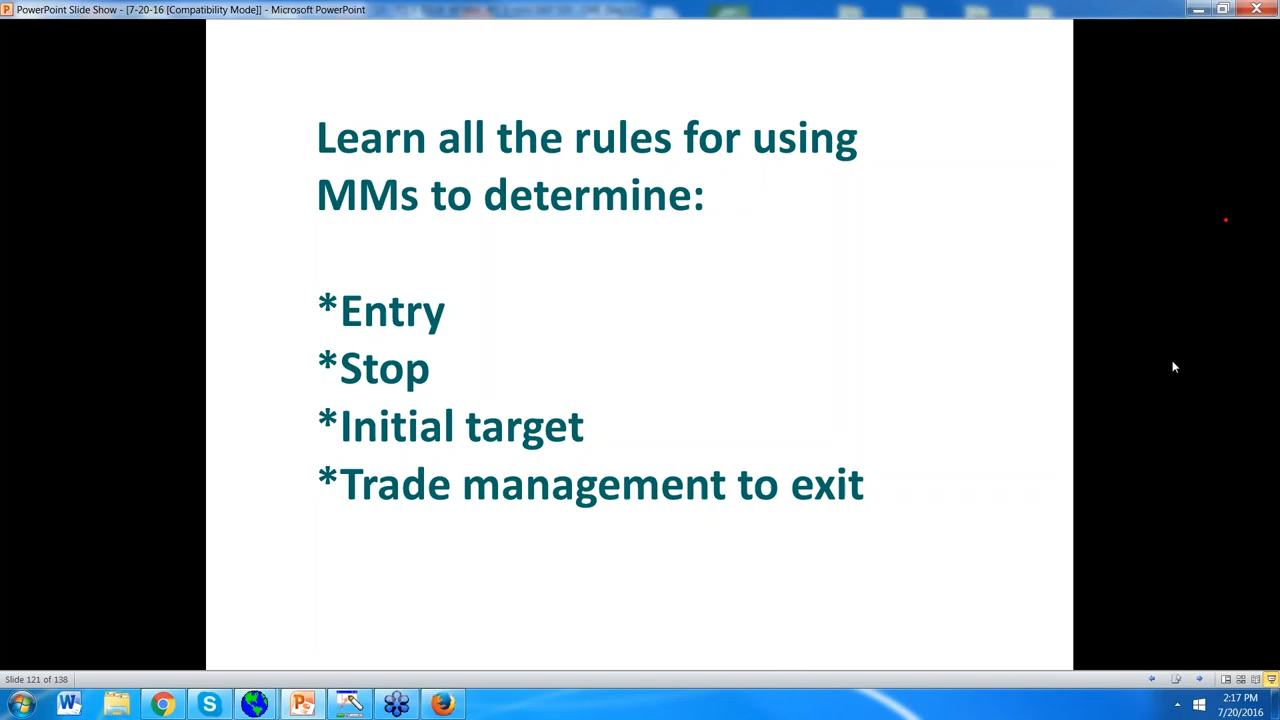 PowerPoint Slide Show - [7-20-16 [Compatibility Mode]] - Microsoft PowerPoint
Learn all the rules for using
MMs to determine:
*Entry
*Stop
*Initial target
*Trade management to exit
Slide 121 of 138
2:17 PM
7/20/2016